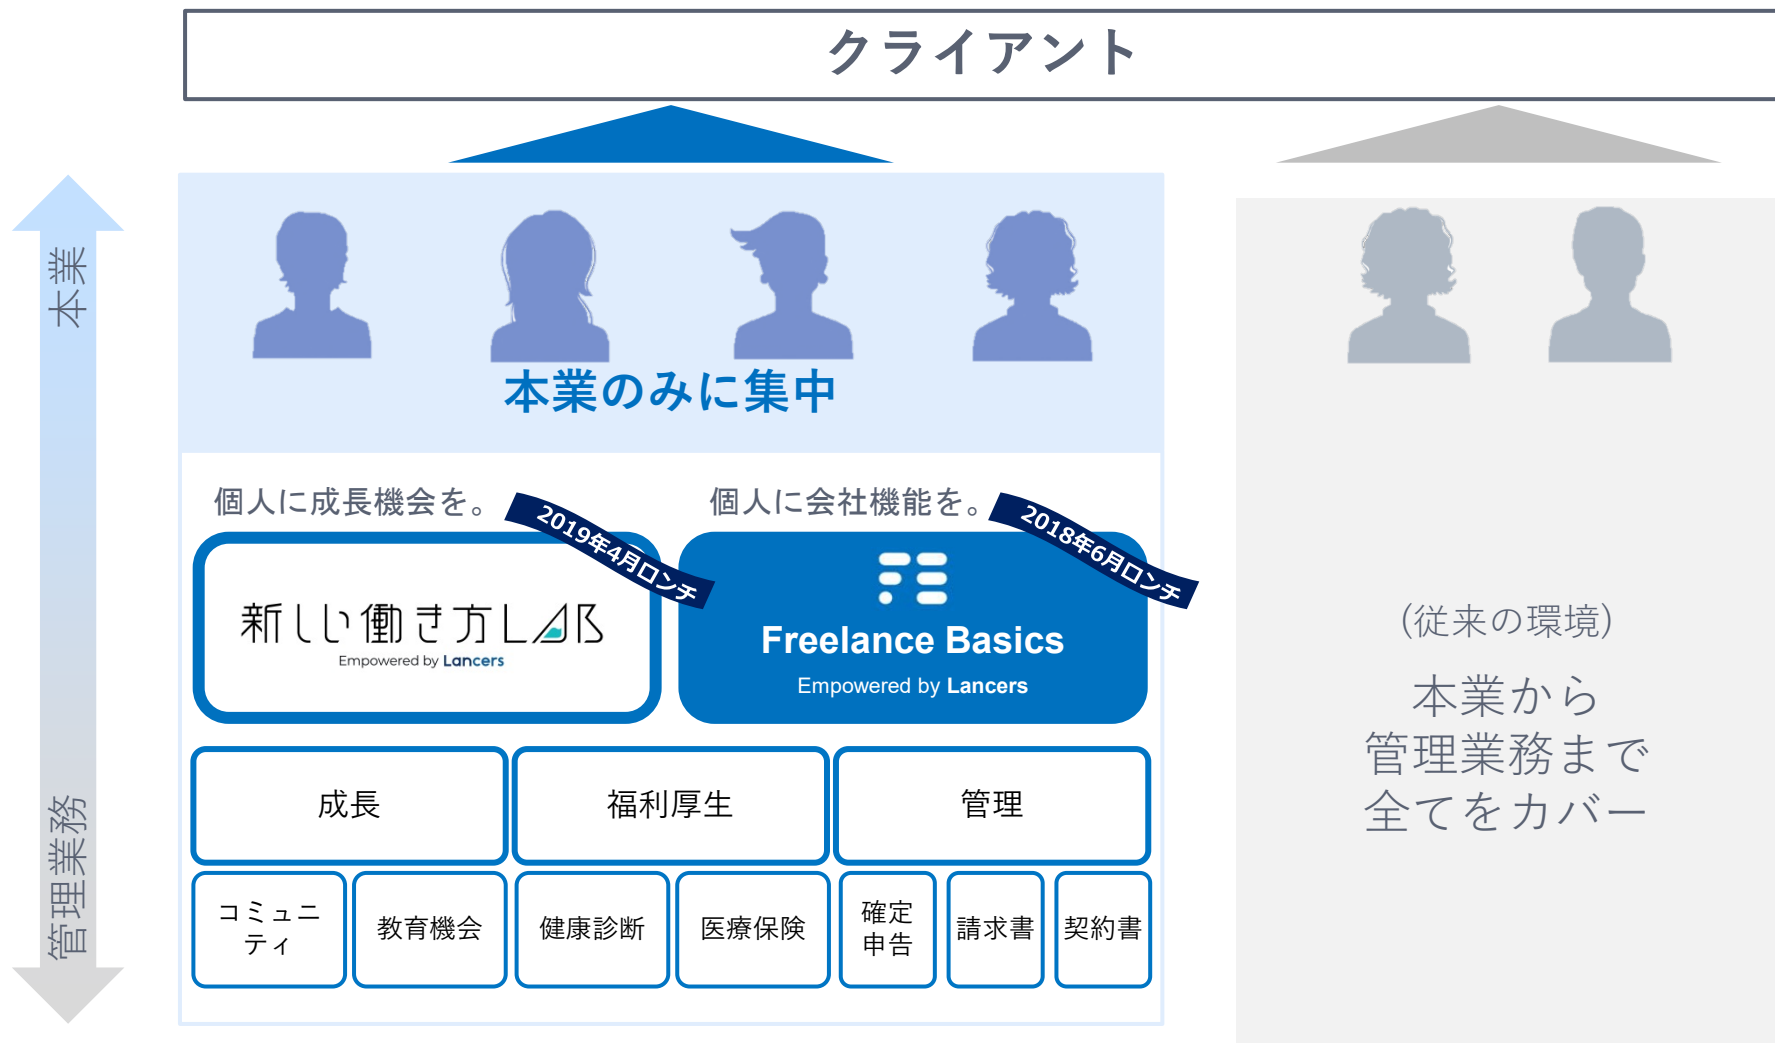 クライアント
本業
本業のみに集中
個人に成長機会を。
2019年4月ロンチ
新しい働き方LAB
Empowered by Lancers
個人に会社機能を。
2018年6月ロンチ
Freelance Basics
Empowered by Lancers
成長
福利厚生
管理
コミュニ
ティ
教育機会
健康診断
医療保険
確定
申告
請求書
契約書
管理業務
(従来の環境)
本業から
管理業務まで
全てをカバー